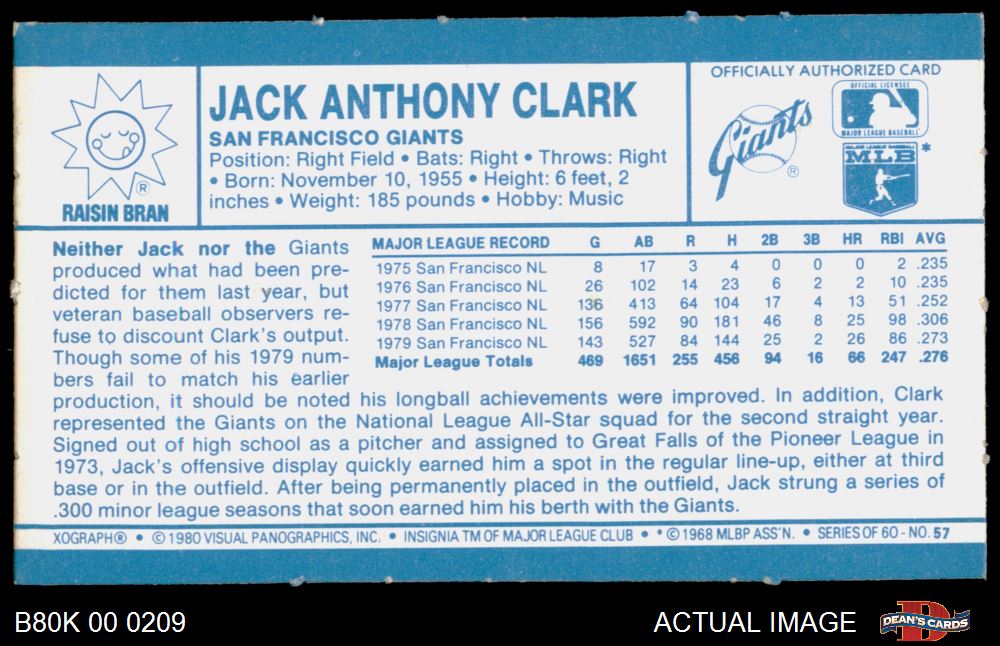 RAISIN BRAN
®
JACK ANTHONY CLARK
SAN FRANCISCO GIANTS
Position: Right Field • Bats: Right • Throws: Right
• Born: November 10, 1955 • Height: 6 feet, 2
inches • Weight: 185 pounds • Hobby: Music
OFFICIALLY AUTHORIZED CARD
Giants
®
OFFICIAL LICENSEE
MAJOR LEAGUE BASEBALL
MAJOR LEAGUE BASEBALL
MLB *
Neither Jack nor the Giants
produced what had been pre-
dicted for them last year, but
veteran baseball observers re-
fuse to discount Clark's output.
Though some of his 1979 num-
bers fail to match his earlier
production, it should be noted his longball achievements were improved. In addition, Clark
represented the Giants on the National League All-Star squad for the second straight year.
Signed out of high school as a pitcher and assigned to Great Falls of the Pioneer League in
1973, Jack's offensive display quickly earned him a spot in the regular line-up, either at third
base or in the outfield. After being permanently placed in the outfield, Jack strung a series of
.300 minor league seasons that soon earned him his berth with the Giants.
MAJOR LEAGUE RECORD G AB R H 2B 3B HR RBI AVG
1975 San Francisco NL 8 17 3 4 0 0 0 2 .235
1976 San Francisco NL 26 102 14 23 6 2 2 10 .235
1977 San Francisco NL 136 413 64 104 17 4 13 51 .252
1978 San Francisco NL 156 592 90 181 46 8 25 98 .306
1979 San Francisco NL 143 527 84 144 25 2 26 86 .273
Major League Totals 469 1651 255 456 94 16 66 247 .276
XOGRAPH® • ©1980 VISUAL PANOGRAPHICS, INC. • INSIGNIA TM OF MAJOR LEAGUE CLUB • *©1968 MLBP ASS'N. • SERIES OF 60 - NO. 57
B80K 00 0209
ACTUAL IMAGE
D
DEAN'S CARDS